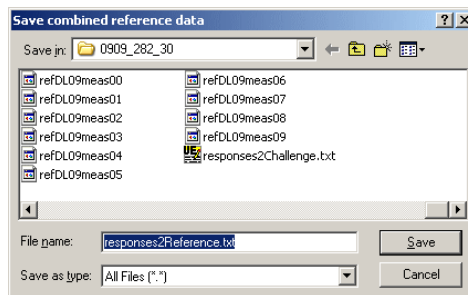 Save combined reference data
Save in: 0909_282_30
refDL09meas00
refDL09meas01
refDL09meas02
refDL09meas03
refDL09meas04
refDL09meas05
refDL09meas06
refDL09meas07
refDL09meas08
refDL09meas09
responses2Challenge.txt
File name: responses2Reference.txt Save
Save as type: All Files (*.*) Cancel